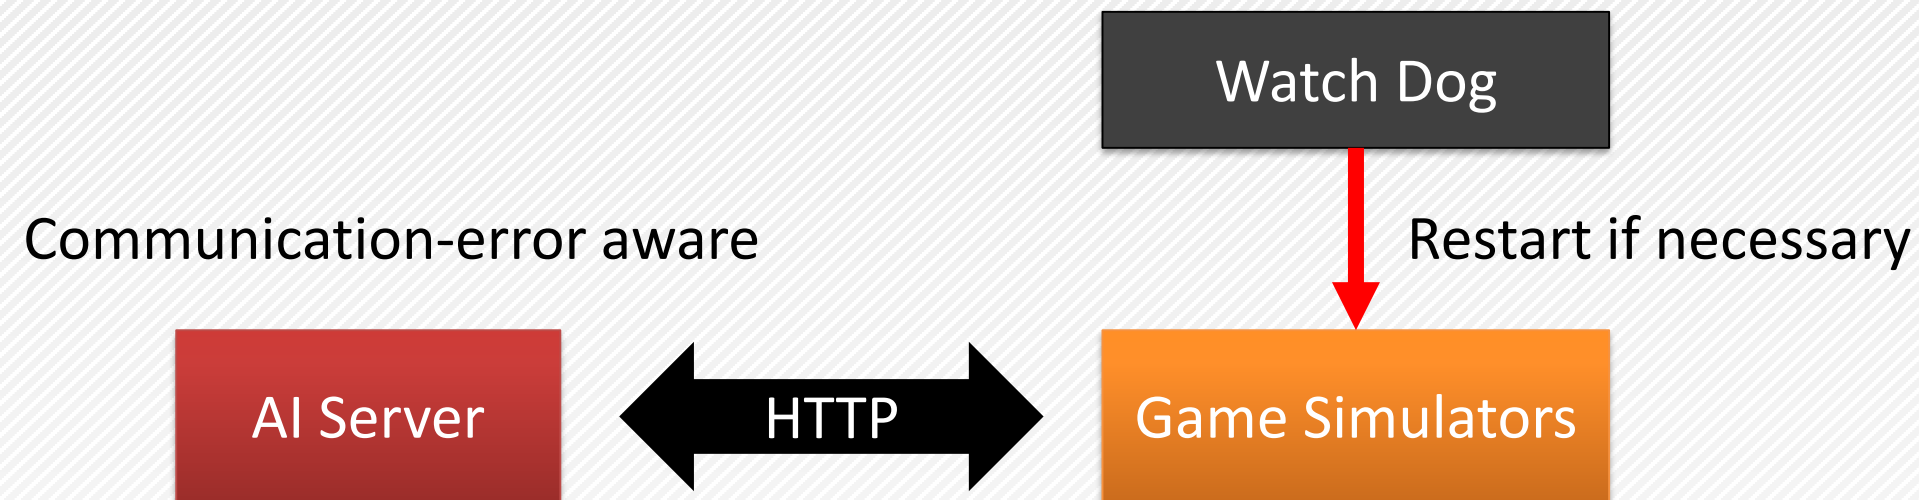 Watch Dog
Communication-error aware
Restart if necessary
AI Server
HTTP
Game Simulators